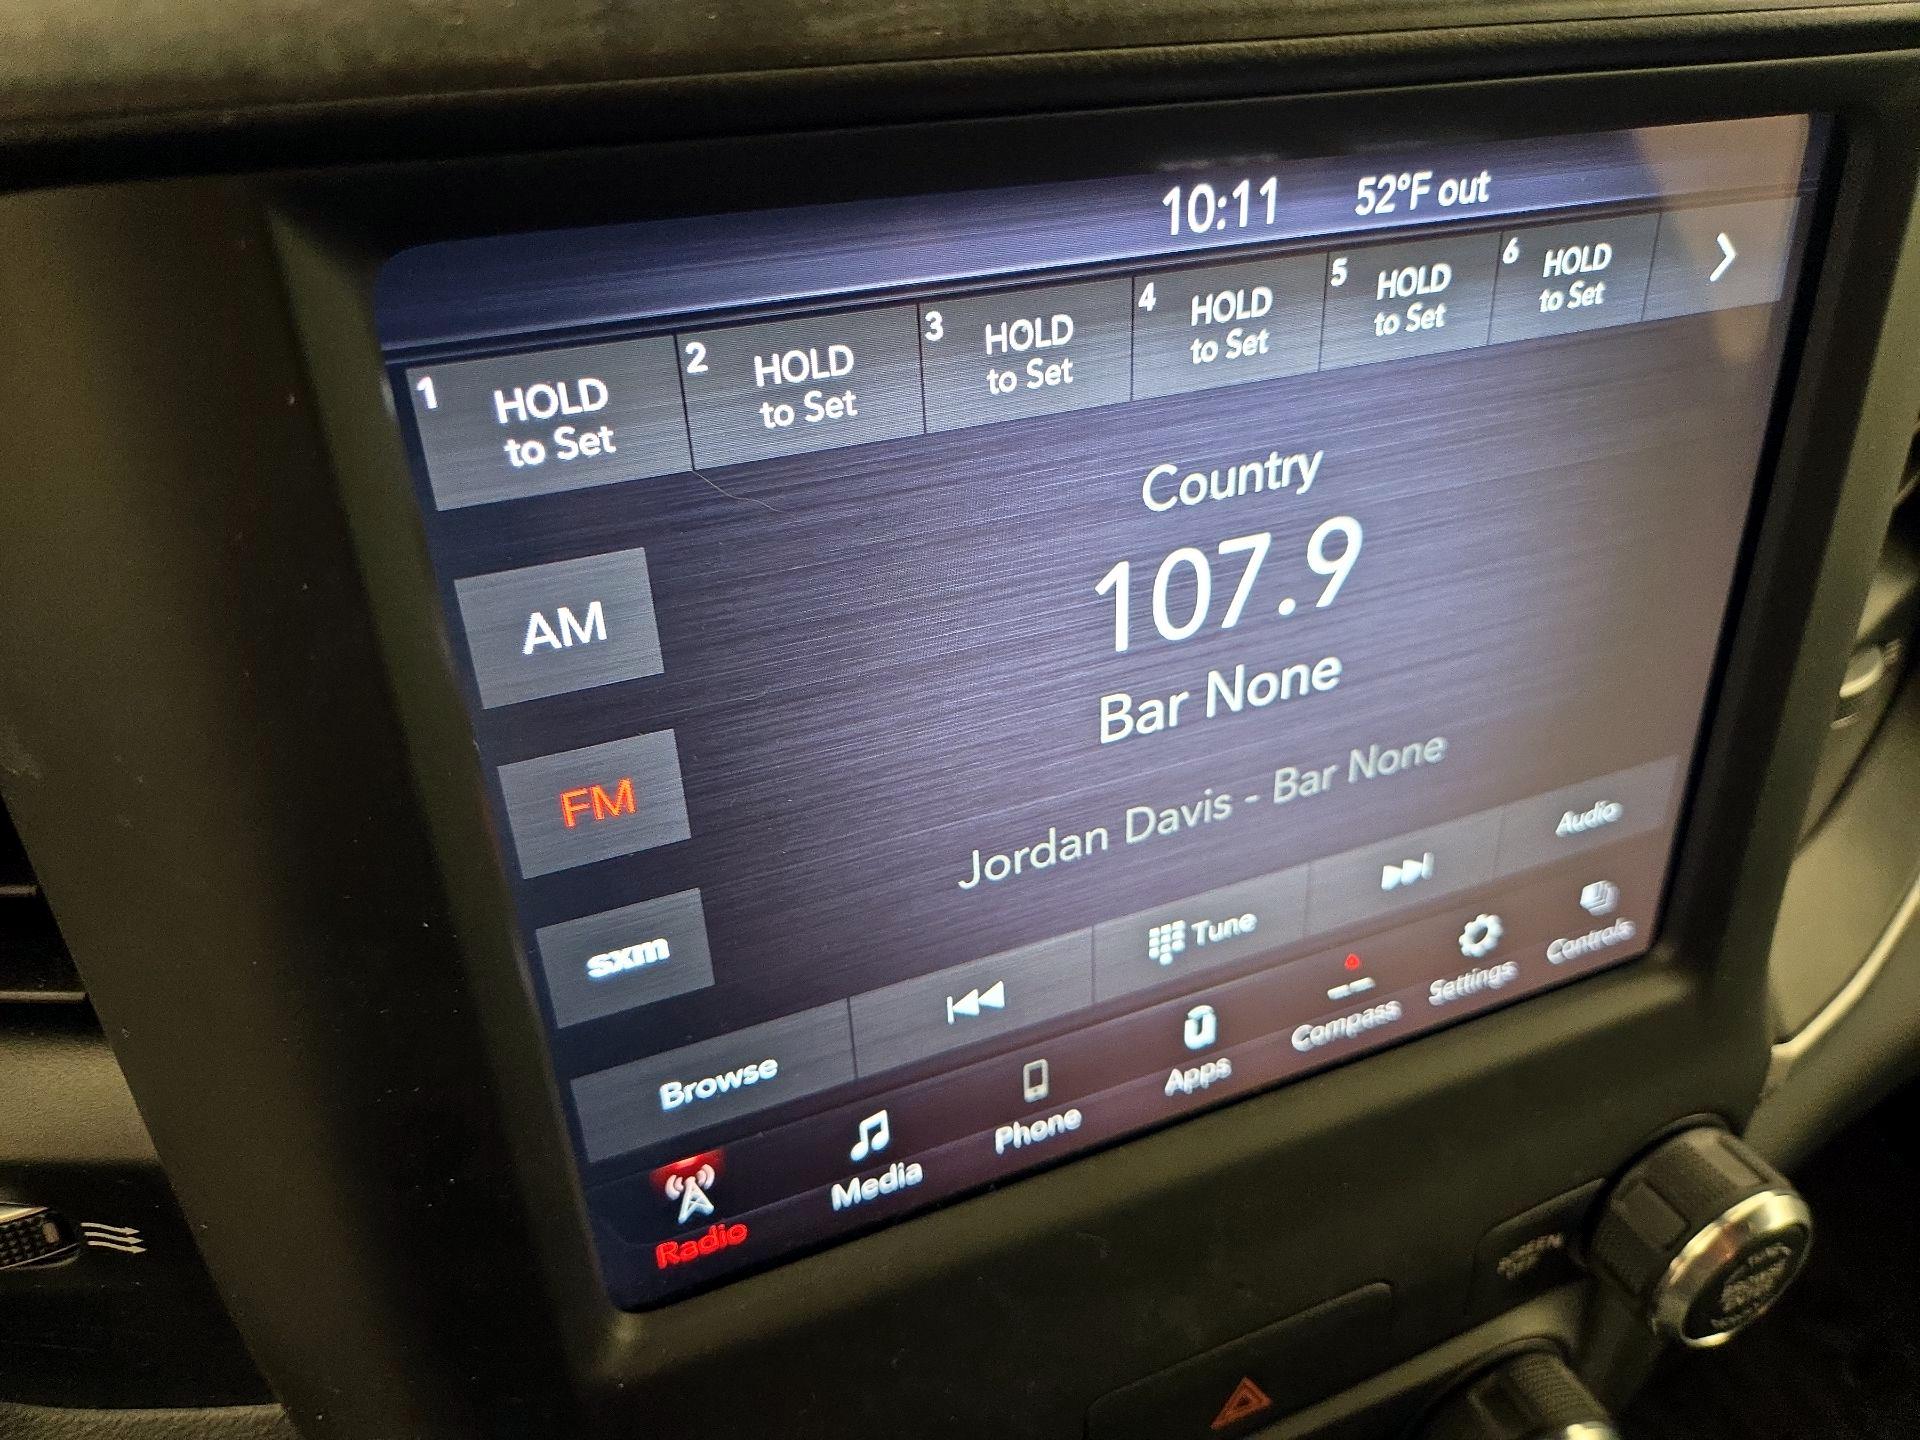 10:11 52°F out
1 HOLD to Set
2 HOLD to Set
3 HOLD to Set
4 HOLD to Set
5 HOLD to Set
6 HOLD to Set
Country
107.9
Bar None
Jordan Davis - Bar None
AM
FM
sxm
Browse
Tune
Audio
Radio
Media
Phone
Apps
Compass
Settings
Controls